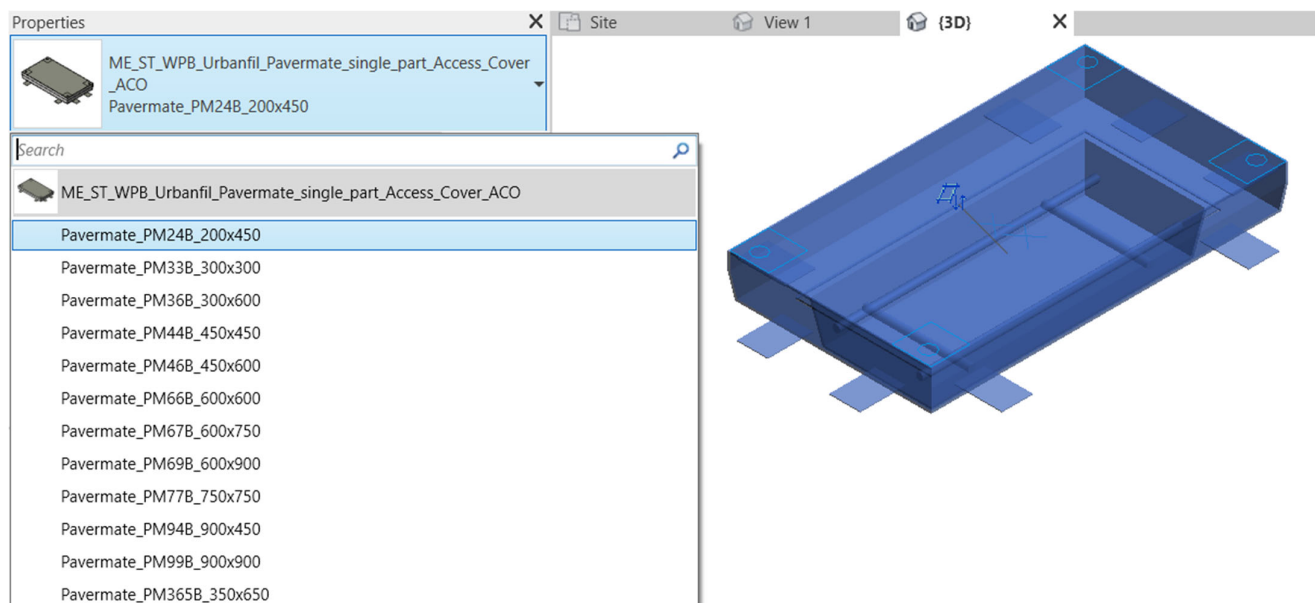 Properties
Site
View 1
{3D}
ME_ST_WPB_Urbanfil_Pavermate_single_part_Access_Cover
_ACO
Pavermate_PM24B_200x450
Search
ME_ST_WPB_Urbanfil_Pavermate_single_part_Access_Cover_ACO
Pavermate_PM24B_200x450
Pavermate_PM33B_300x300
Pavermate_PM36B_300x600
Pavermate_PM44B_450x450
Pavermate_PM46B_450x600
Pavermate_PM66B_600x600
Pavermate_PM67B_600x750
Pavermate_PM69B_600x900
Pavermate_PM77B_750x750
Pavermate_PM94B_900x450
Pavermate_PM99B_900x900
Pavermate_PM365B_350x650